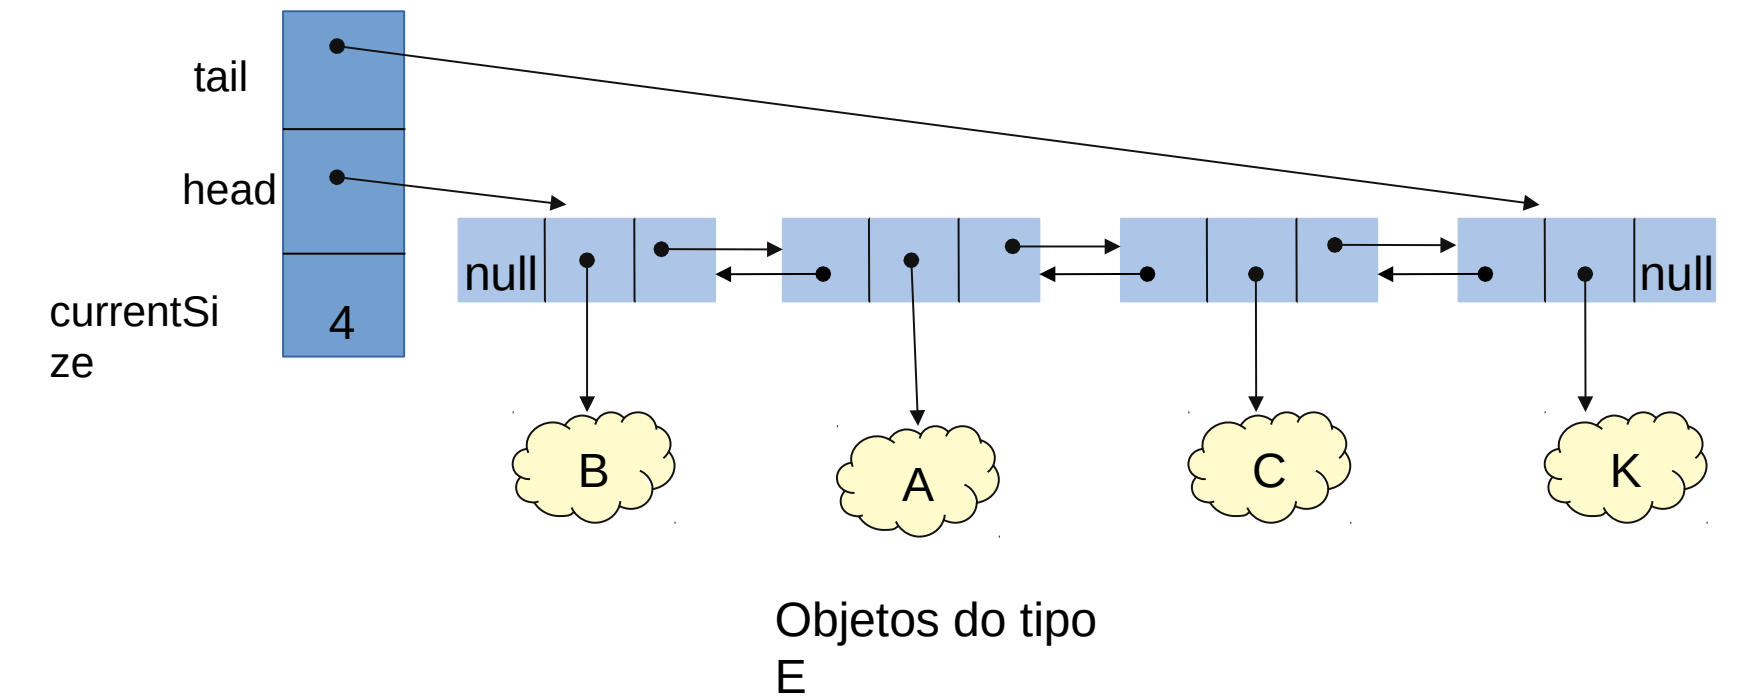 tail
head
null
null
currentSi
ze
4
B
A
C
K
Objetos do tipo
E